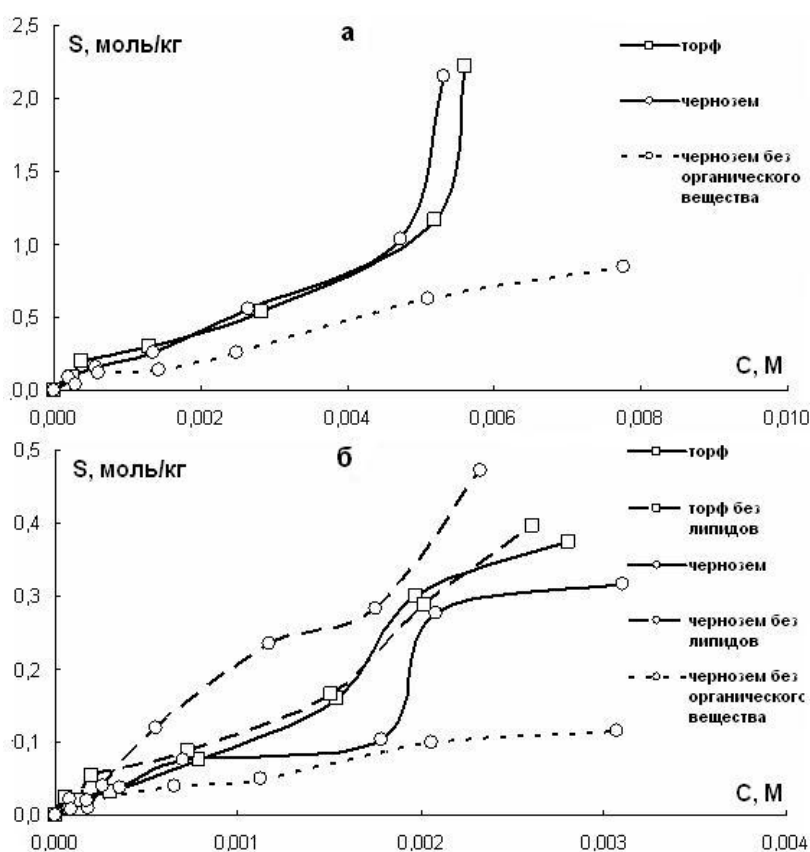 S, моль/кг
а
2,5
2,0
1,5
1,0
0,5
0,0
0,000
0,002
0,004
0,006
0,008
0,010
С, М
торф
чернозем
чернозем без
органического
вещества
S, моль/кг
б
0,5
0,4
0,3
0,2
0,1
0,0
0,000
0,001
0,002
0,003
0,004
С, М
торф
торф без
липидов
чернозем
чернозем без
липидов
чернозем без
органического
вещества